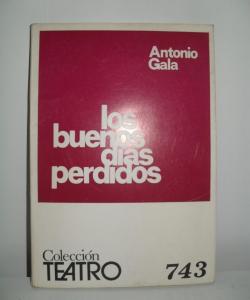 Antonio
Gala
los
buenos
días
perdidos
Colección
TEATRO
743